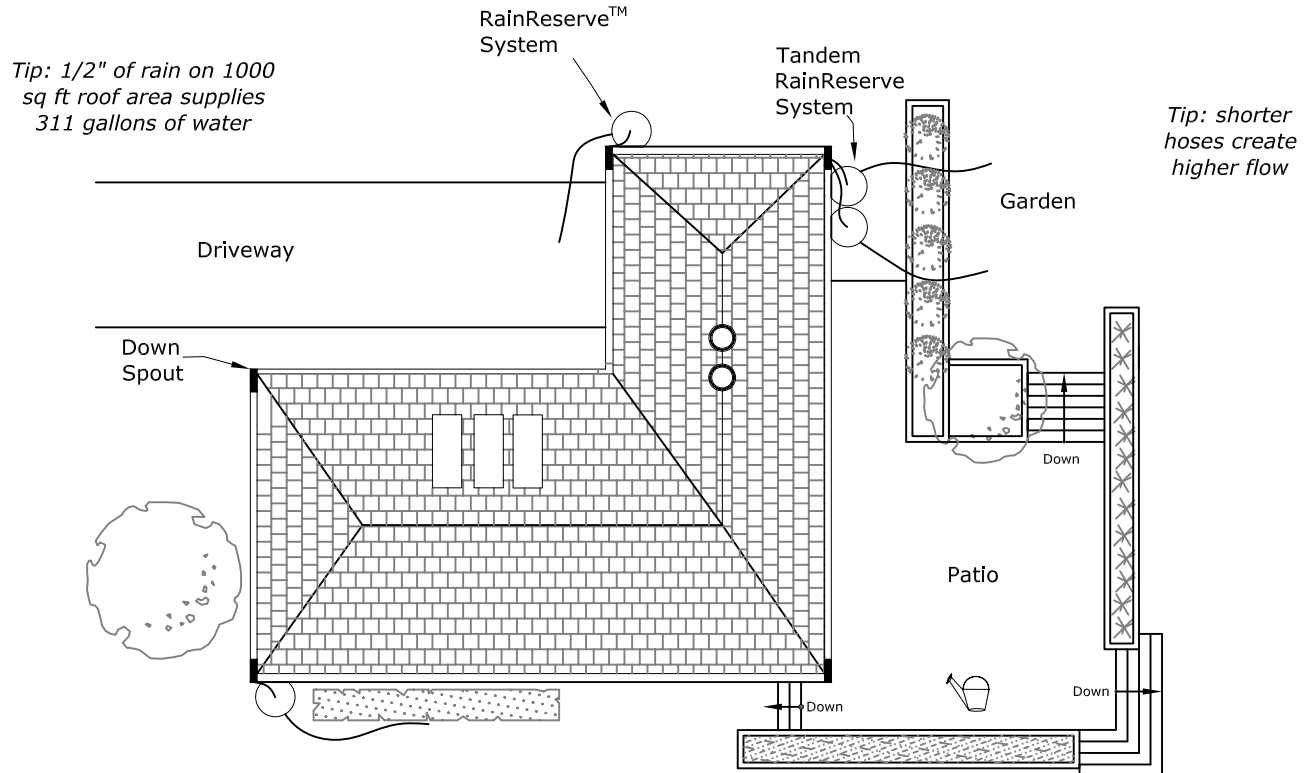 RainReserve™
System
Tip: 1/2" of rain on 1000
sq ft roof area supplies
311 gallons of water
Tandem
RainReserve
System
Tip: shorter
hoses create
higher flow
Garden
Driveway
Down
Spout
Down
Patio
Down
Down